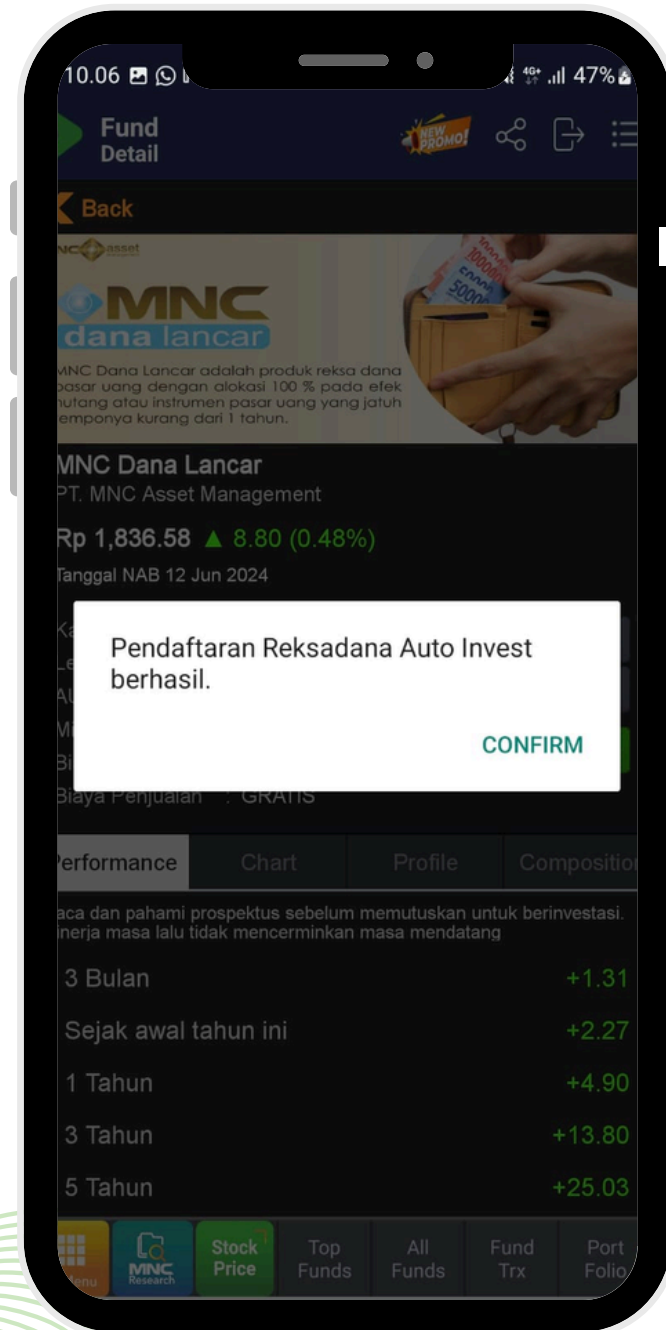 10.06
4G+
47%
Fund
Detail
NEW
PROMO!
Back
asset
MNC
dana lancar
MNC Dana Lancar adalah produk reksa dana
pasar uang dengan alokasi 100 % pada efek
hutang atau instrumen pasar uang yang jatuh
temponya kurang dari 1 tahun.
MNC Dana Lancar
PT. MNC Asset Management
Rp 1,836.58 ▲ 8.80 (0.48%)
Tanggal NAB 12 Jun 2024
Pendaftaran Reksadana Auto Invest
berhasil.
CONFIRM
Biaya Penjualan : GRATIS
Performance Chart Profile Composition
aca dan pahami prospektus sebelum memutuskan untuk berinvestasi.
inerja masa lalu tidak mencerminkan masa mendatang
3 Bulan +1.31
Sejak awal tahun ini +2.27
1 Tahun +4.90
3 Tahun +13.80
5 Tahun +25.03
Menu
MNC
Research
Stock
Price
Top
Funds
All
Funds
Fund
Trx
Port
Folio